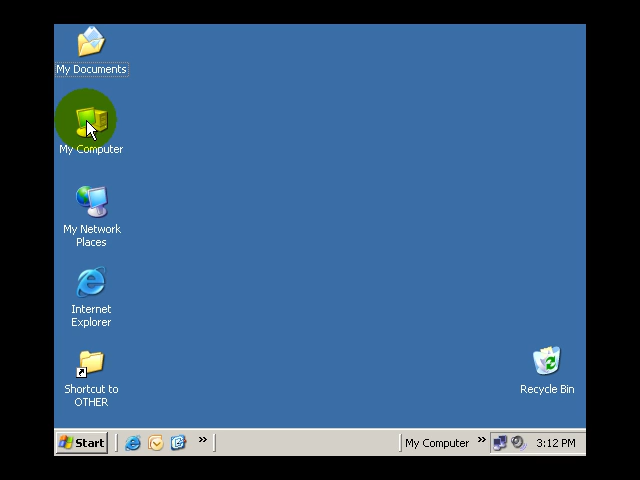 My Documents
My Computer
My Network
Places
Internet
Explorer
Shortcut to
OTHER
Recycle Bin
Start
My Computer
3:12 PM